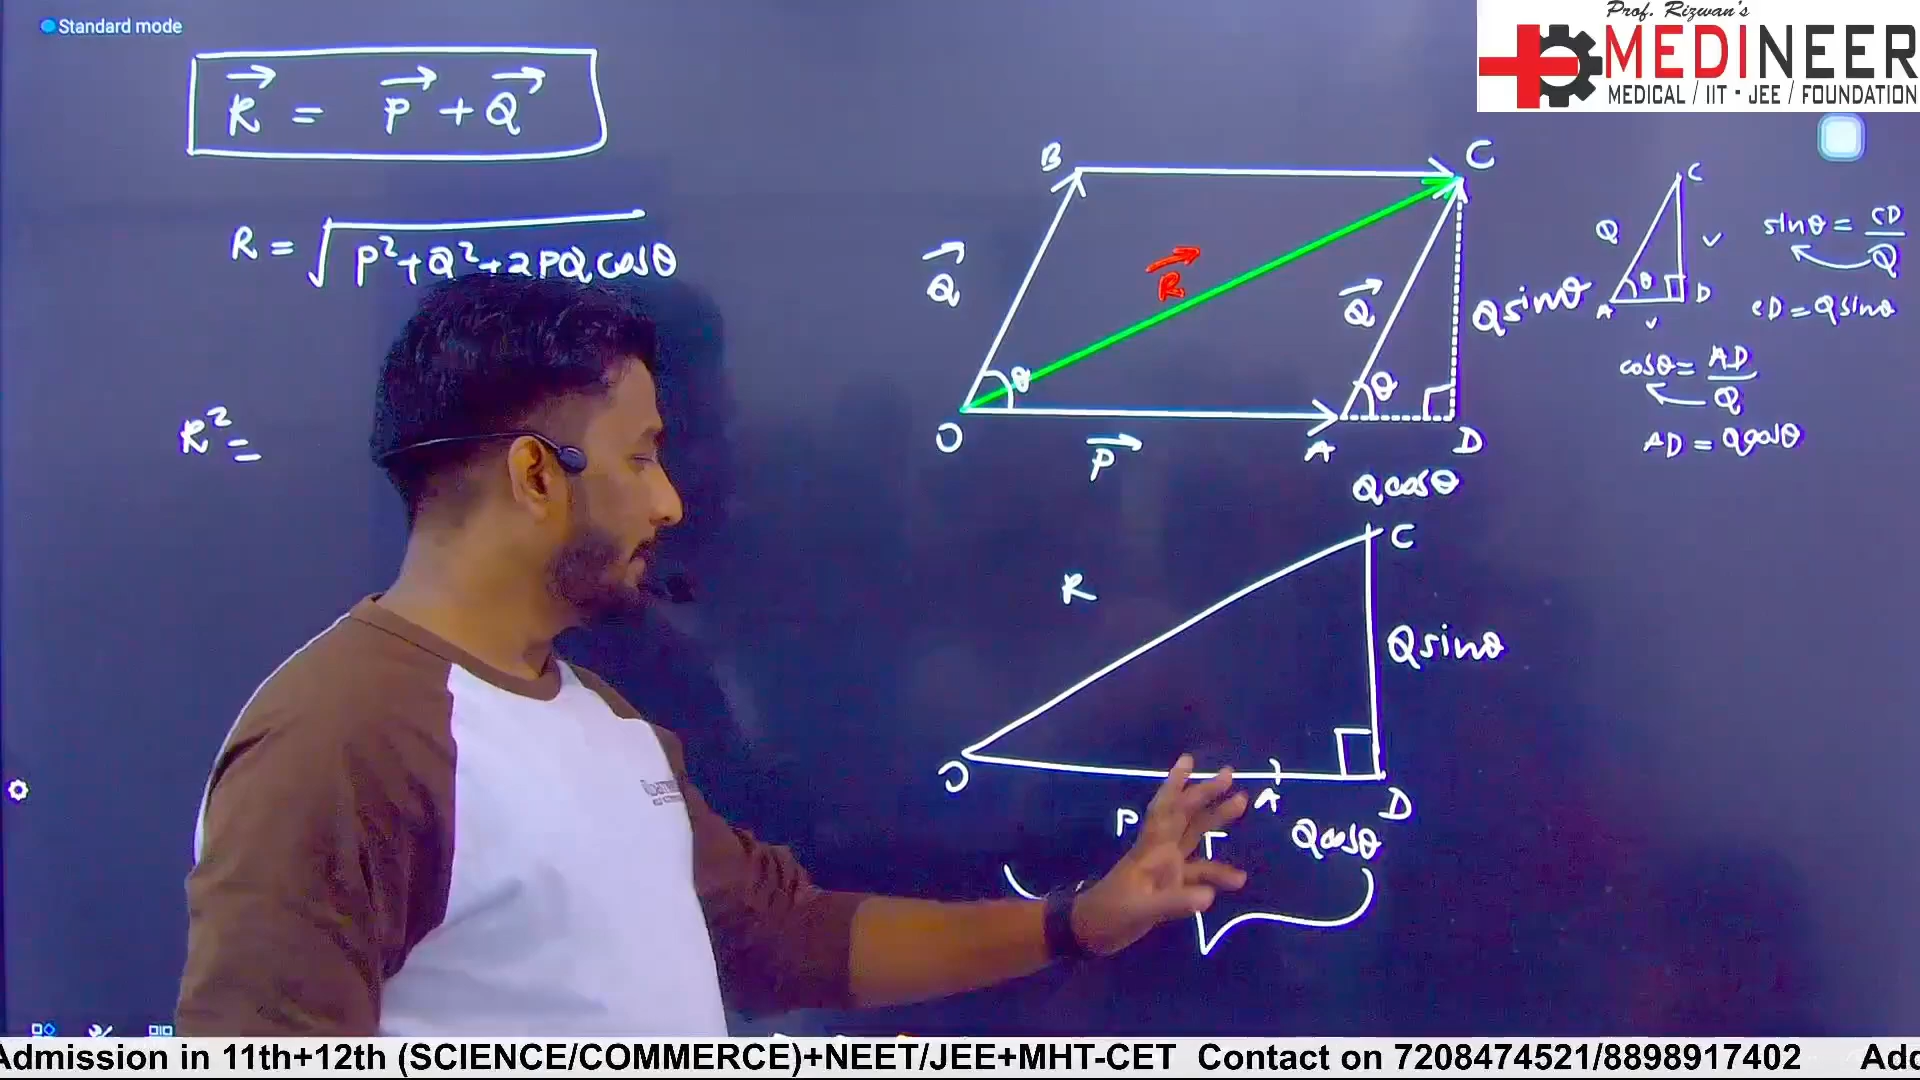 Standard mode
Prof. Rizwan's
MEDINEER
MEDICAL / IIT - JEE / FOUNDATION
R⃗ = P⃗ + Q⃗
R = √P²+Q²+2PQcosθ
R² =
B
C
Q⃗
R⃗
Q⃗
Qsinθ
θ
θ
O
P⃗
A
D
Qcosθ
C
Q
θ
A
D
sinθ = CD/Q
CD = Qsinθ
cosθ = AD/Q
AD = Qcosθ
C
R
Qsinθ
O
A
D
P
Qcosθ
Admission in 11th+12th (SCIENCE/COMMERCE)+NEET/JEE+MHT-CET Contact on 7208474521/8898917402